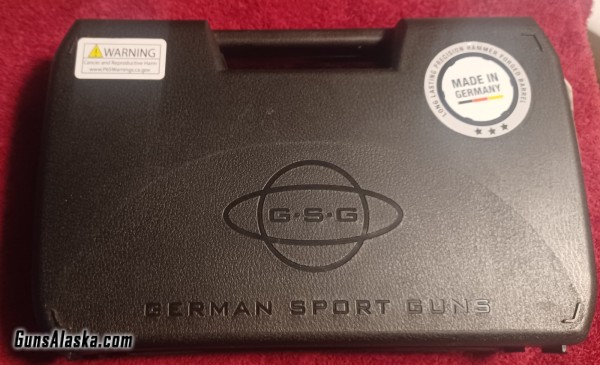 ⚠ WARNING
Cancer and Reproductive Harm
www.P65Warnings.ca.gov
LONG LASTING PRECISION HAMMER FORGED BARREL
MADE IN
GERMANY
G·S·G
GERMAN SPORT GUNS
GunsAlaska.com